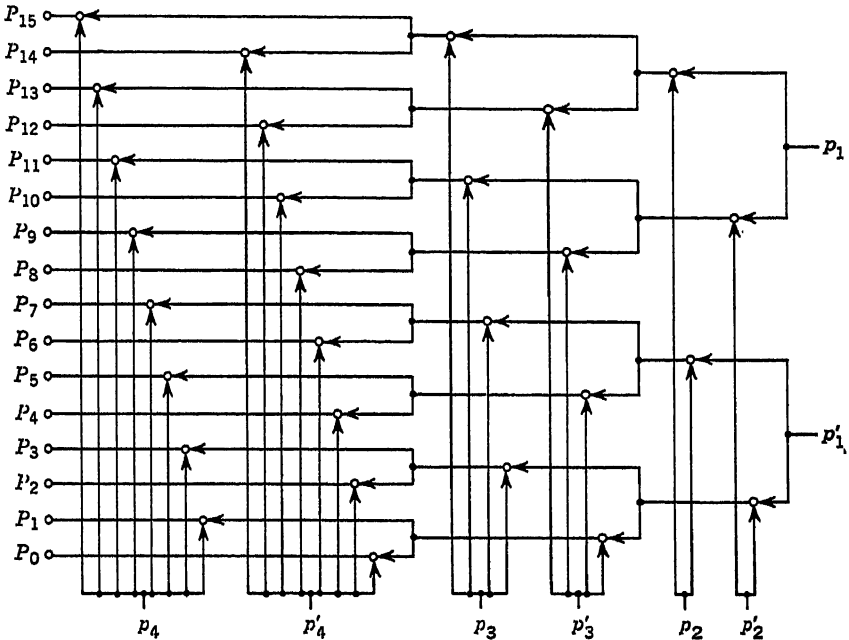 P₁₅
P₁₄
P₁₃
P₁₂
p₁
P₁₁
P₁₀
P₉
P₈
P₇
P₆
P₅
P₄
p′₁
P₃
P₂
P₁
P₀
p₄ p′₄ p₃ p′₃ p₂ p′₂